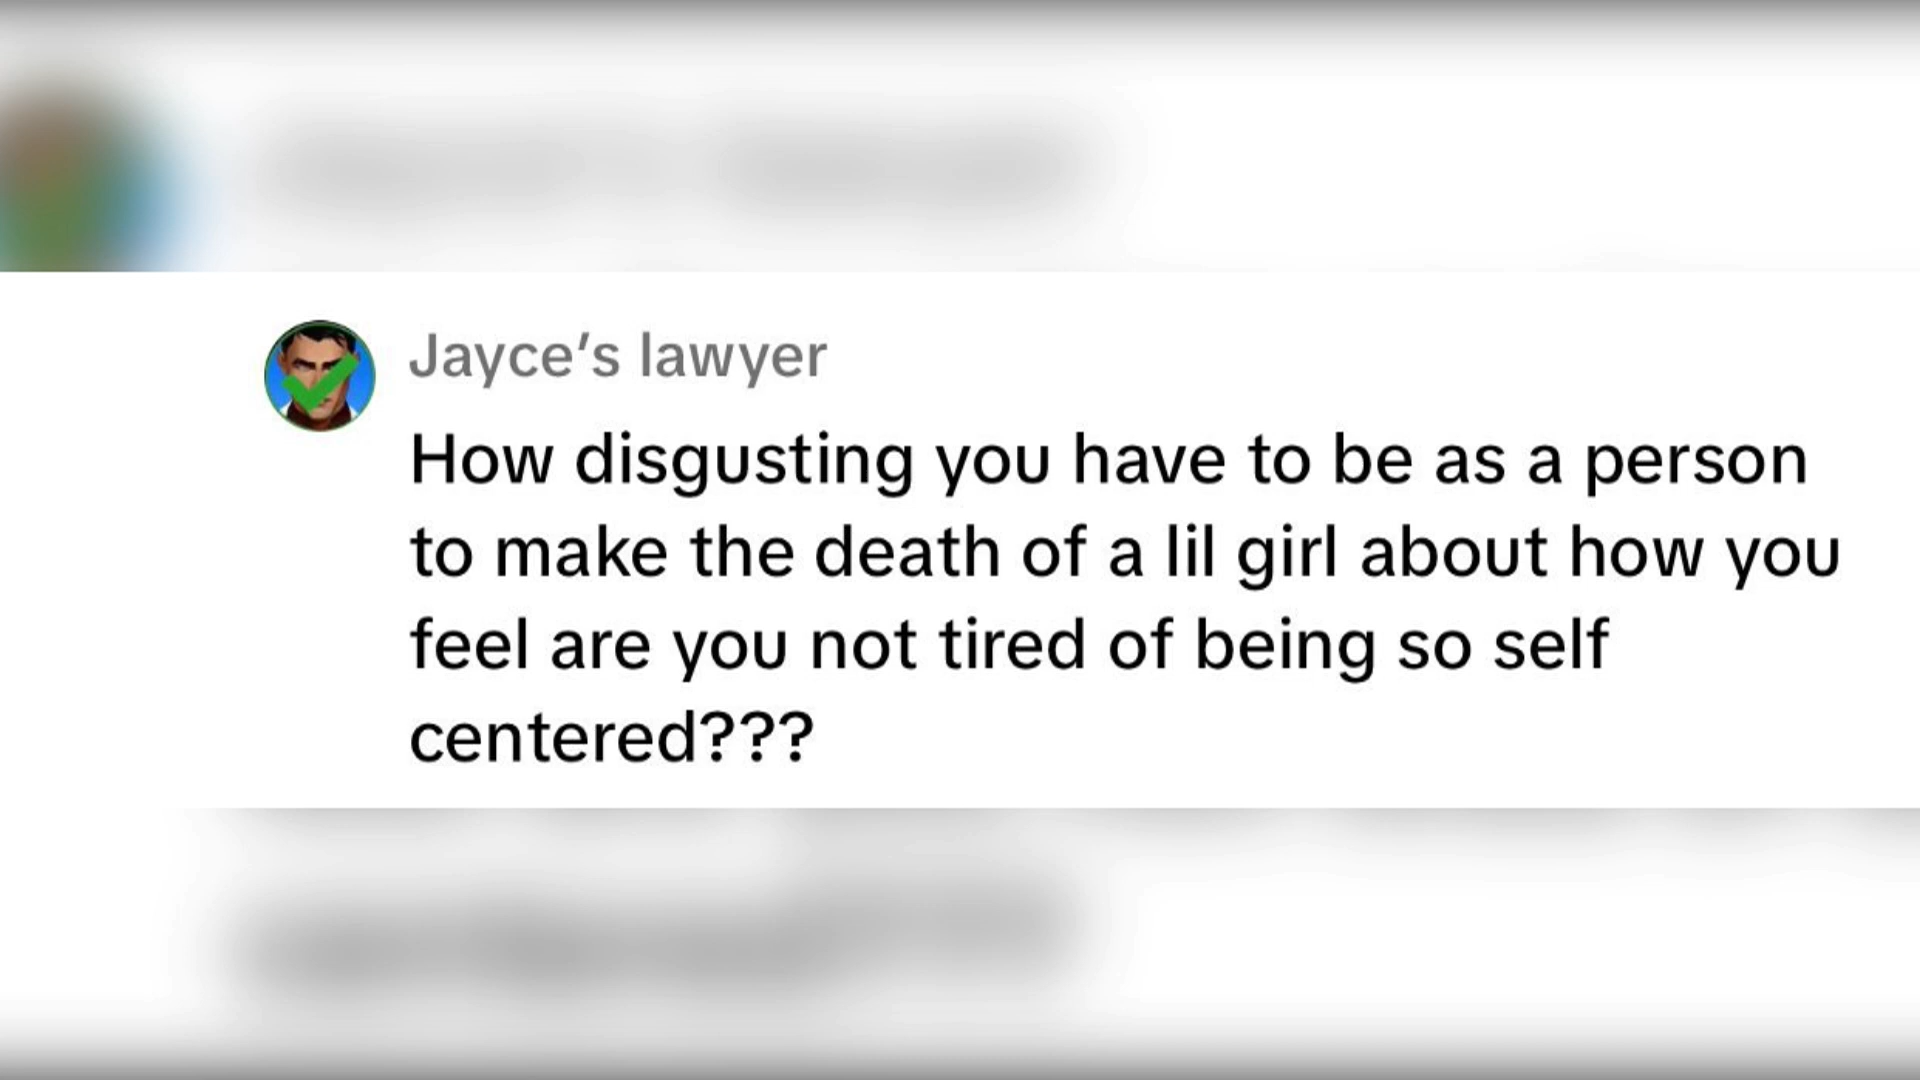 Jayce’s lawyer
How disgusting you have to be as a person
to make the death of a lil girl about how you
feel are you not tired of being so self
centered???